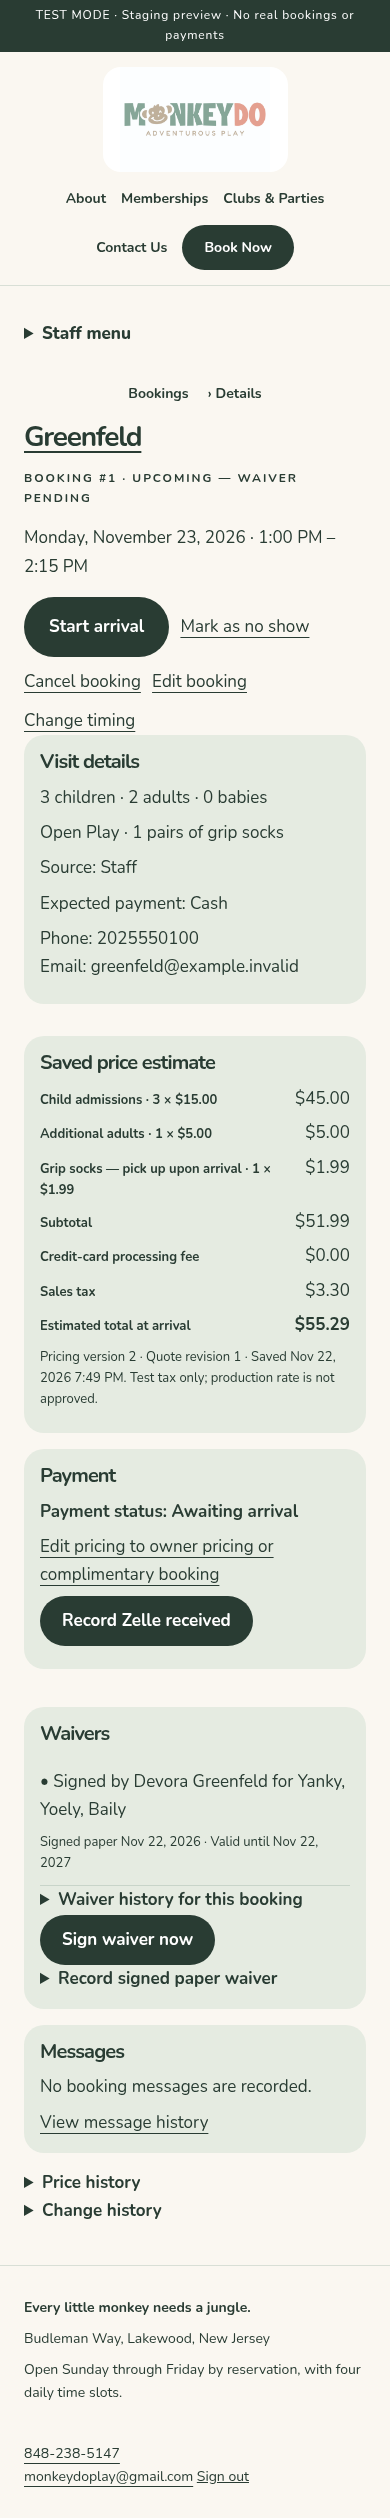 TEST MODE · Staging preview · No real bookings or
payments
MONKEYDO
ADVENTUROUS PLAY
About Memberships Clubs & Parties
Contact Us Book Now
▶ Staff menu
Bookings › Details
Greenfeld
BOOKING #1 · UPCOMING — WAIVER
PENDING
Monday, November 23, 2026 · 1:00 PM –
2:15 PM
Start arrival Mark as no show
Cancel booking Edit booking
Change timing
Visit details
3 children · 2 adults · 0 babies
Open Play · 1 pairs of grip socks
Source: Staff
Expected payment: Cash
Phone: 2025550100
Email: greenfeld@example.invalid
Saved price estimate
Child admissions · 3 × $15.00 $45.00
Additional adults · 1 × $5.00 $5.00
Grip socks — pick up upon arrival · 1 × $1.99
$1.99
Subtotal $51.99
Credit-card processing fee $0.00
Sales tax $3.30
Estimated total at arrival $55.29
Pricing version 2 · Quote revision 1 · Saved Nov 22,
2026 7:49 PM. Test tax only; production rate is not
approved.
Payment
Payment status: Awaiting arrival
Edit pricing to owner pricing or
complimentary booking
Record Zelle received
Waivers
• Signed by Devora Greenfeld for Yanky,
Yoely, Baily
Signed paper Nov 22, 2026 · Valid until Nov 22,
2027
▶ Waiver history for this booking
Sign waiver now
▶ Record signed paper waiver
Messages
No booking messages are recorded.
View message history
▶ Price history
▶ Change history
Every little monkey needs a jungle.
Budleman Way, Lakewood, New Jersey
Open Sunday through Friday by reservation, with four
daily time slots.
848-238-5147
monkeydoplay@gmail.com Sign out